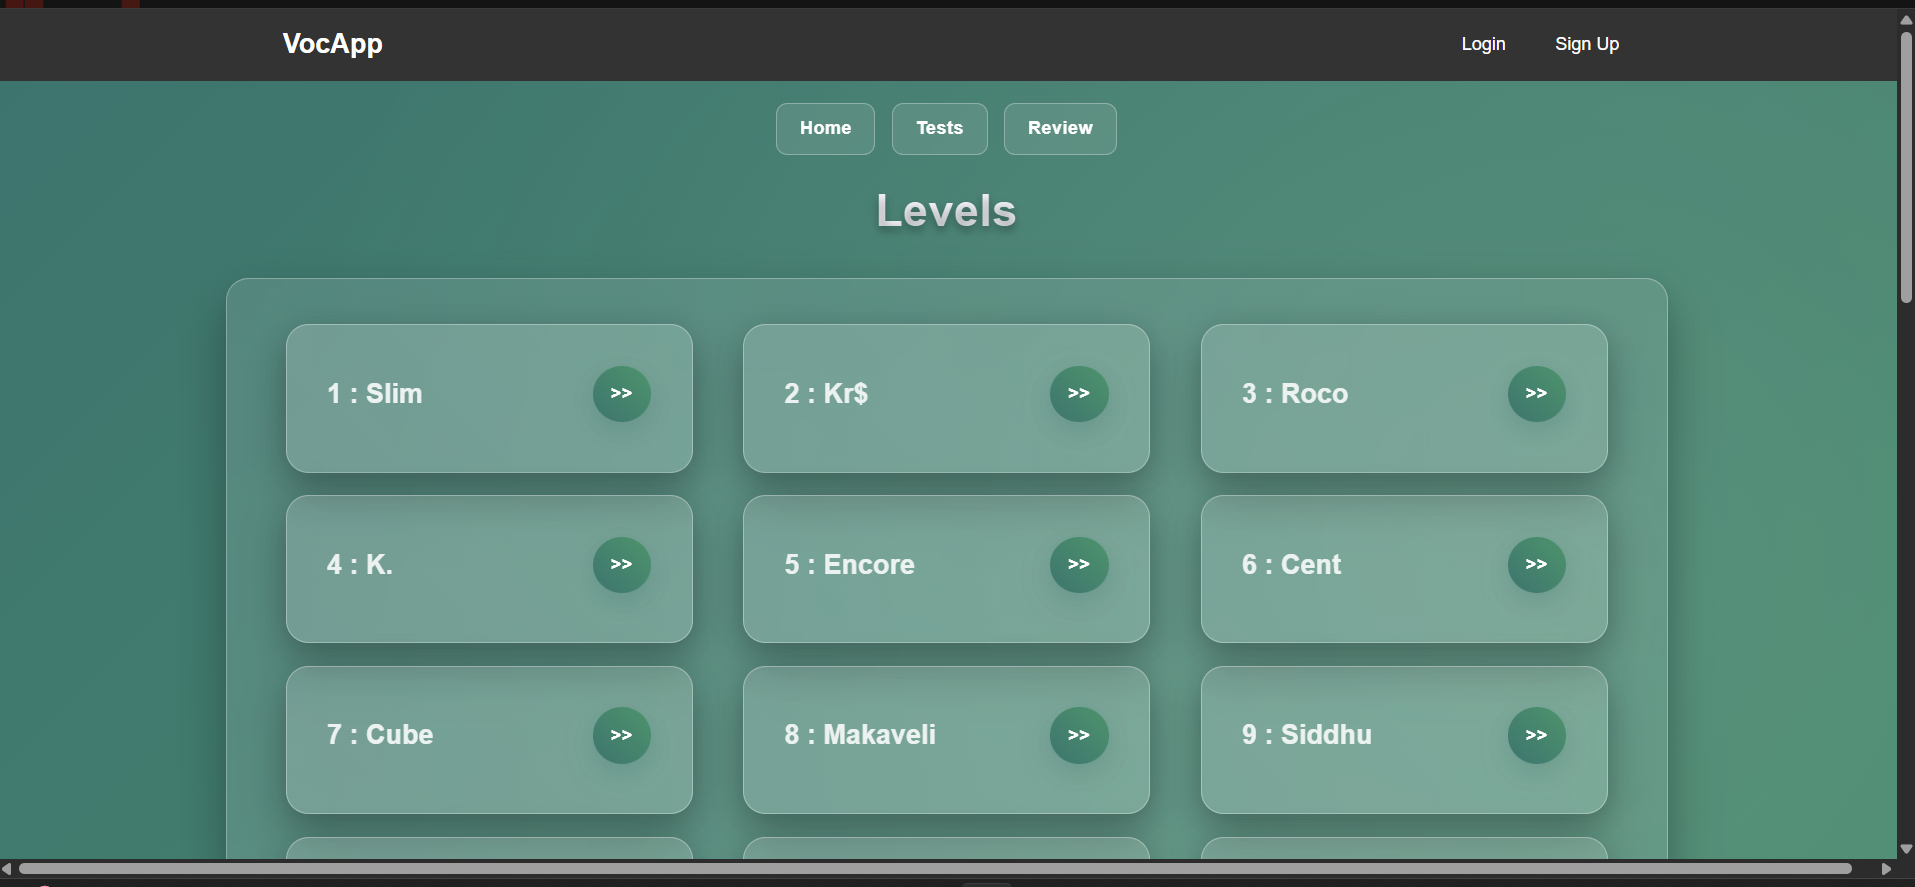 VocApp
Login Sign Up
Home Tests Review
Levels
1 : Slim >>
2 : Kr$ >>
3 : Roco >>
4 : K. >>
5 : Encore >>
6 : Cent >>
7 : Cube >>
8 : Makaveli >>
9 : Siddhu >>